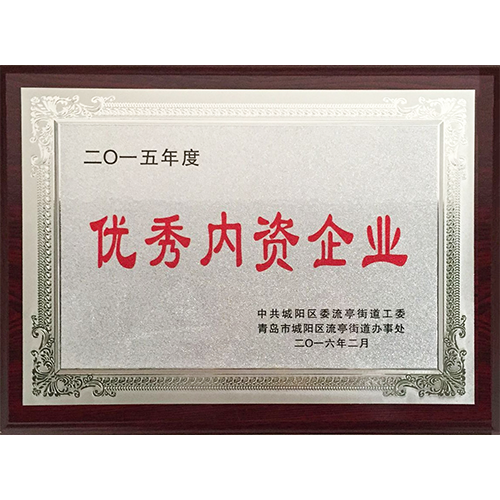 二〇一五年度
优秀内资企业
中共城阳区委流亭街道工委
青岛市城阳区流亭街道办事处
二〇一六年二月